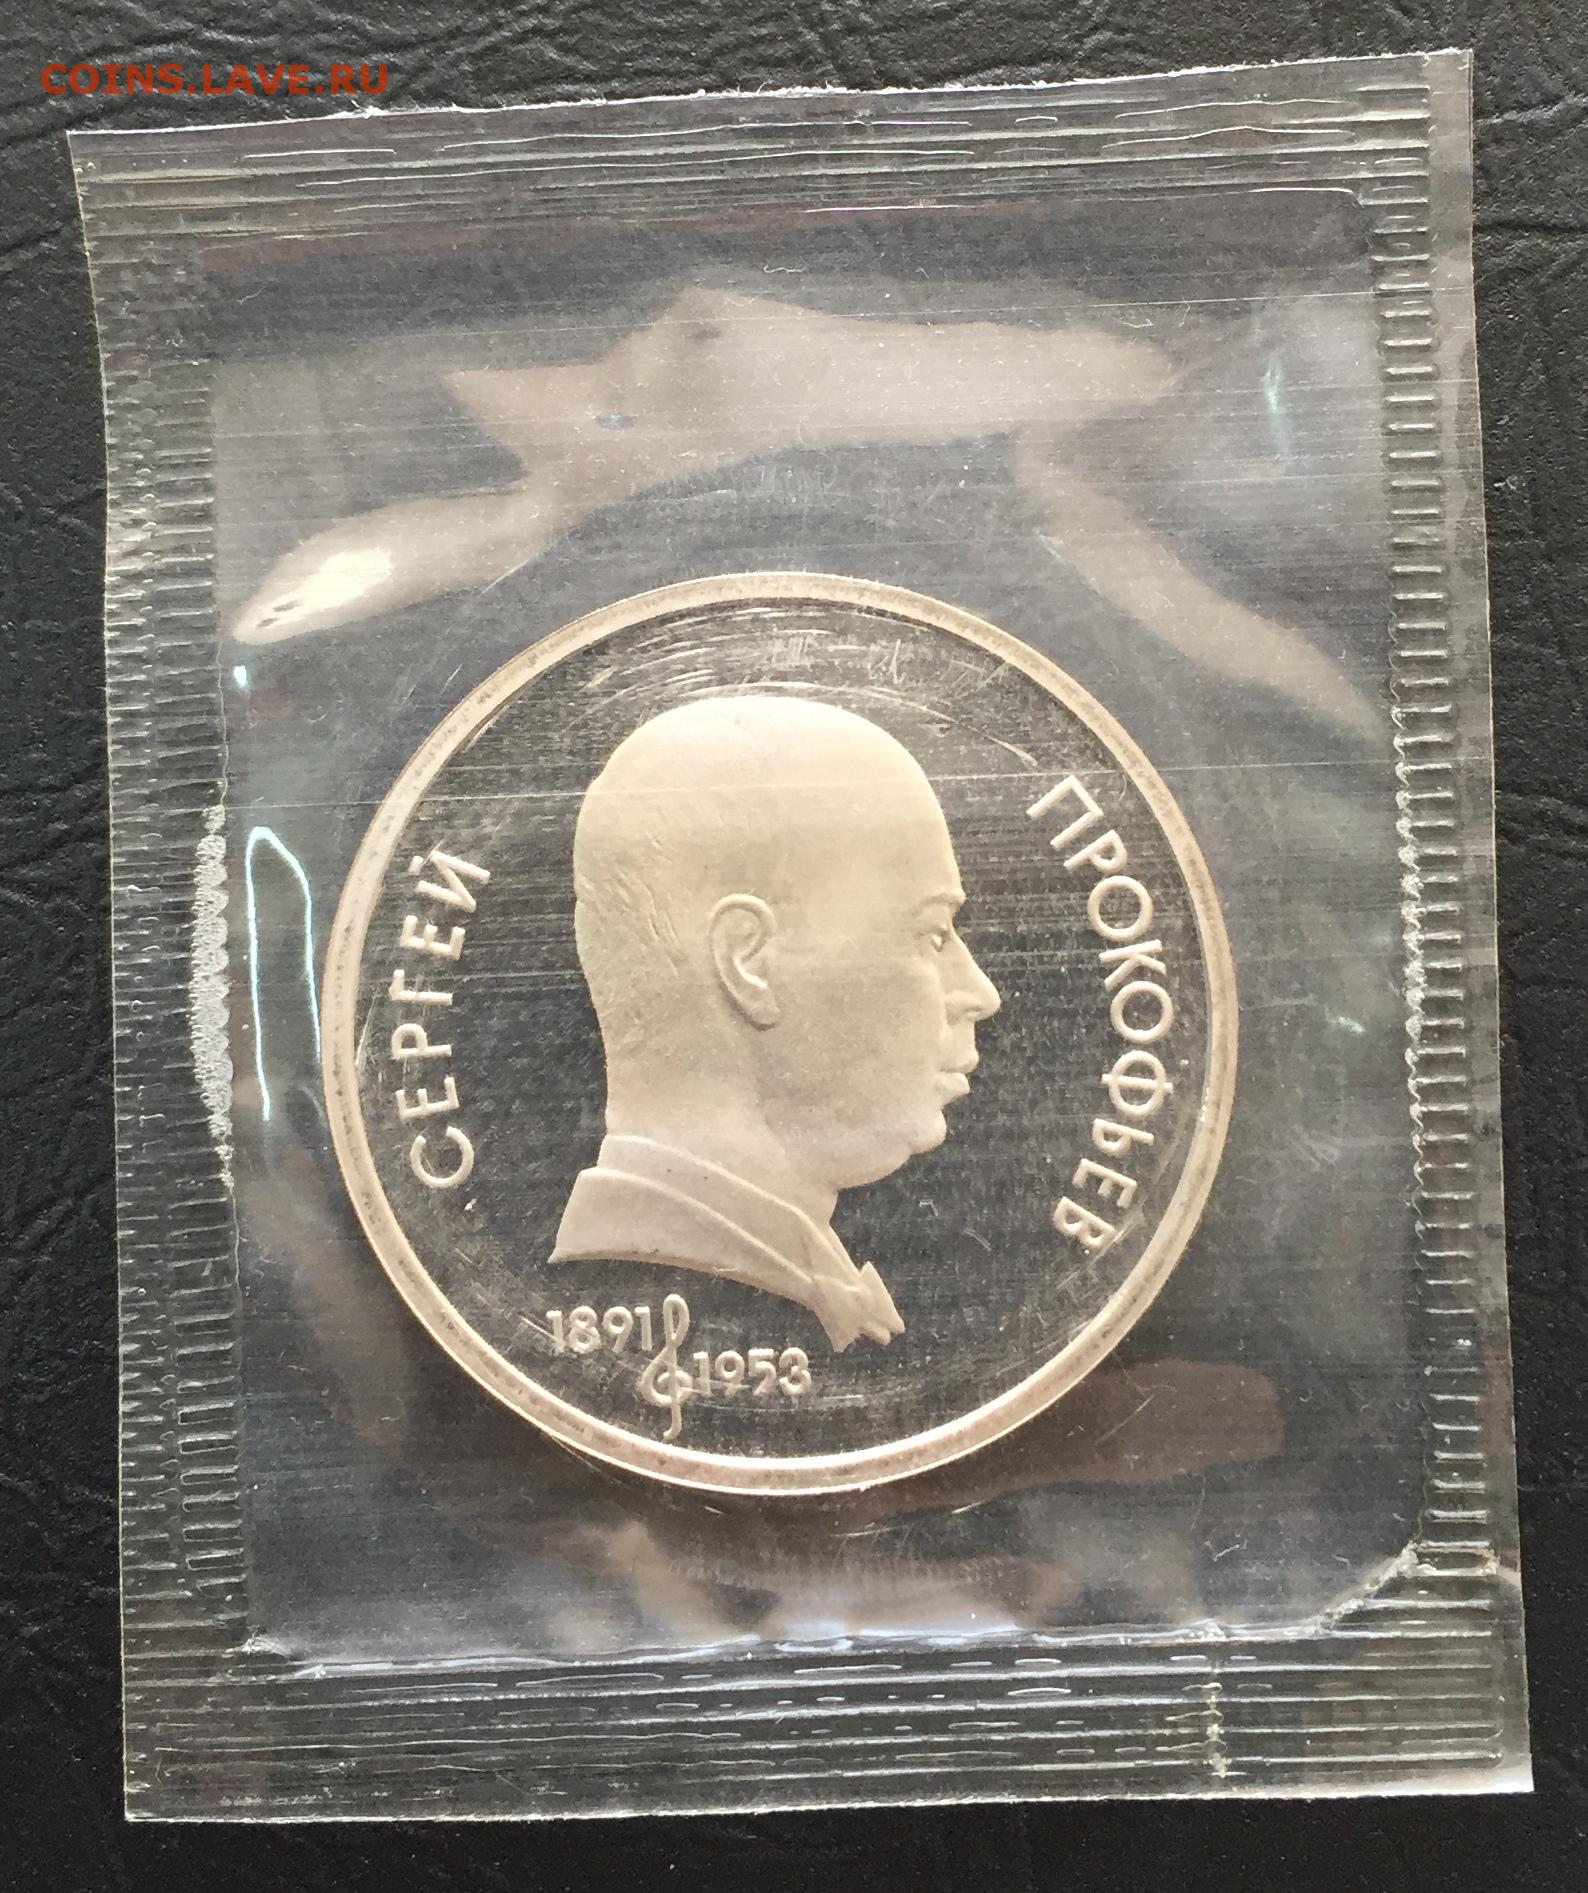 COINS.LAVE.RU
СЕРГЕЙ
ПРОКОФЬЕВ
1891
1953